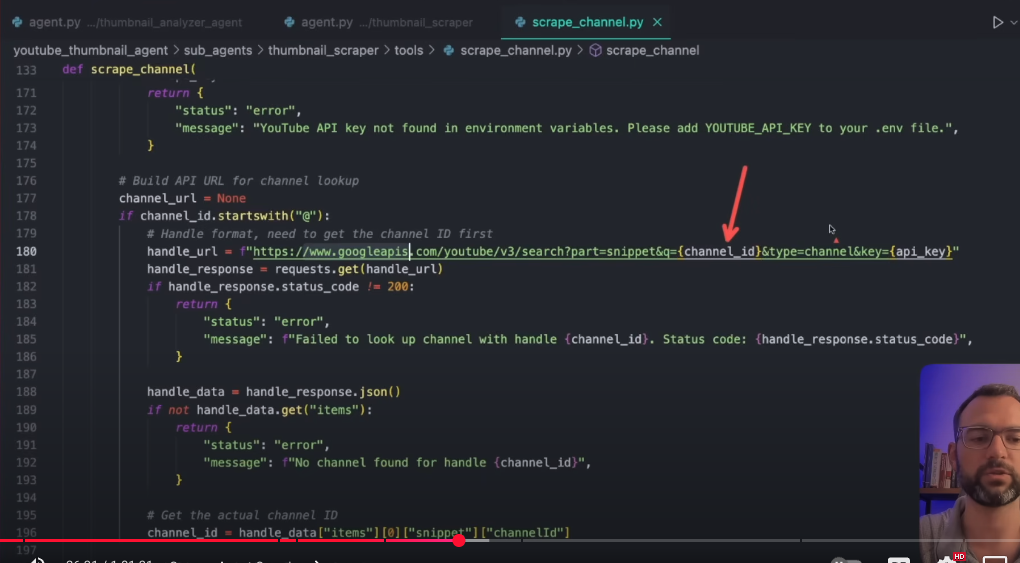 agent.py .../thumbnail_analyzer_agent agent.py .../thumbnail_scraper scrape_channel.py ×
youtube_thumbnail_agent > sub_agents > thumbnail_scraper > tools > scrape_channel.py > scrape_channel
133 def scrape_channel(
171 return {
172 "status": "error",
173 "message": "YouTube API key not found in environment variables. Please add YOUTUBE_API_KEY to your .env file.",
174 }
175
176 # Build API URL for channel lookup
177 channel_url = None
178 if channel_id.startswith("@"):
179 # Handle format, need to get the channel ID first
180 handle_url = f"https://www.googleapis.com/youtube/v3/search?part=snippet&q={channel_id}&type=channel&key={api_key}"
181 handle_response = requests.get(handle_url)
182 if handle_response.status_code != 200:
183 return {
184 "status": "error",
185 "message": f"Failed to look up channel with handle {channel_id}. Status code: {handle_response.status_code}",
186 }
187
188 handle_data = handle_response.json()
189 if not handle_data.get("items"):
190 return {
191 "status": "error",
192 "message": f"No channel found for handle {channel_id}",
193 }
194
195 # Get the actual channel ID
196 channel_id = handle_data["items"][0]["snippet"]["channelId"]
197
HD